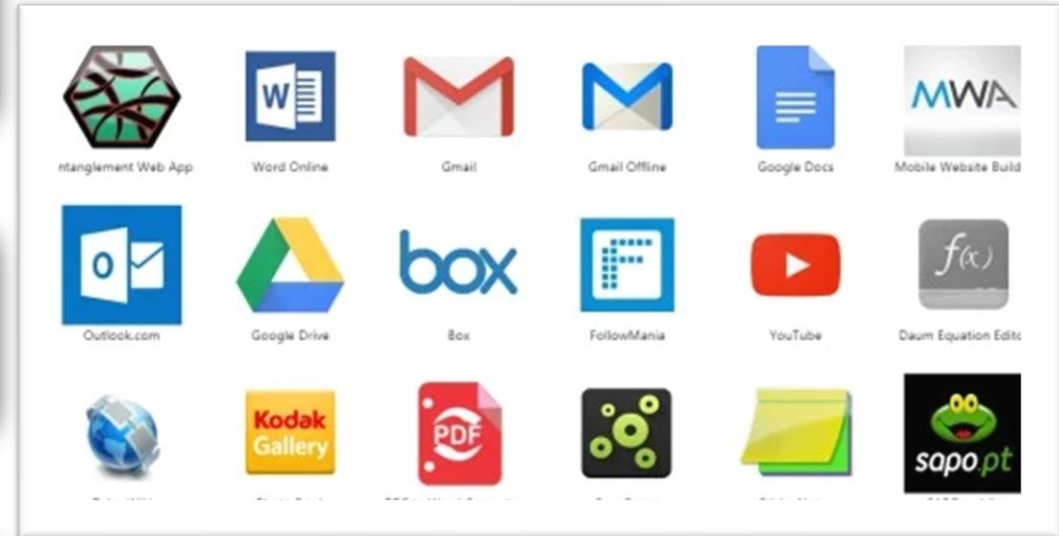 W
ntanglement Web App Word Online Gmail Gmail Offline Google Docs Mobile Website Build
MWA
O
box
F
f(x)
Outlook.com Google Drive Box FollowMania YouTube Daum Equation Edito
Kodak
Gallery
PDF
sapo.pt